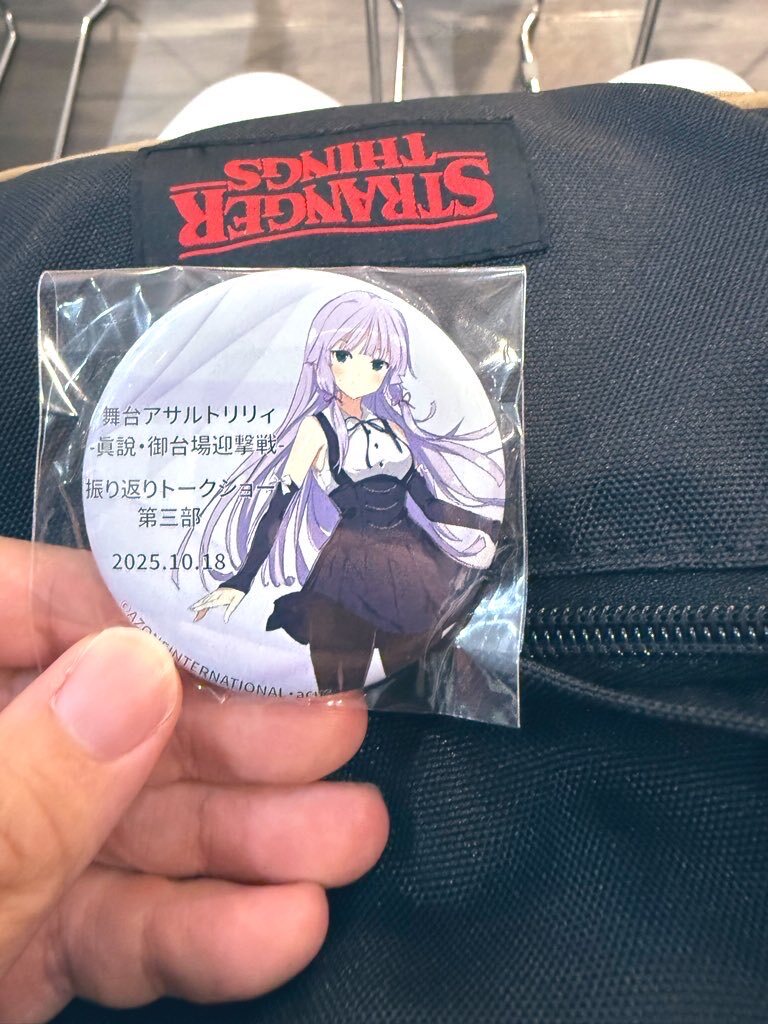 STRANGER
THINGS
舞台アサルトリリィ
-眞説・御台場迎撃戦-
振り返りトークショー
第三部
2025.10.18
INTERNATIONAL・acus